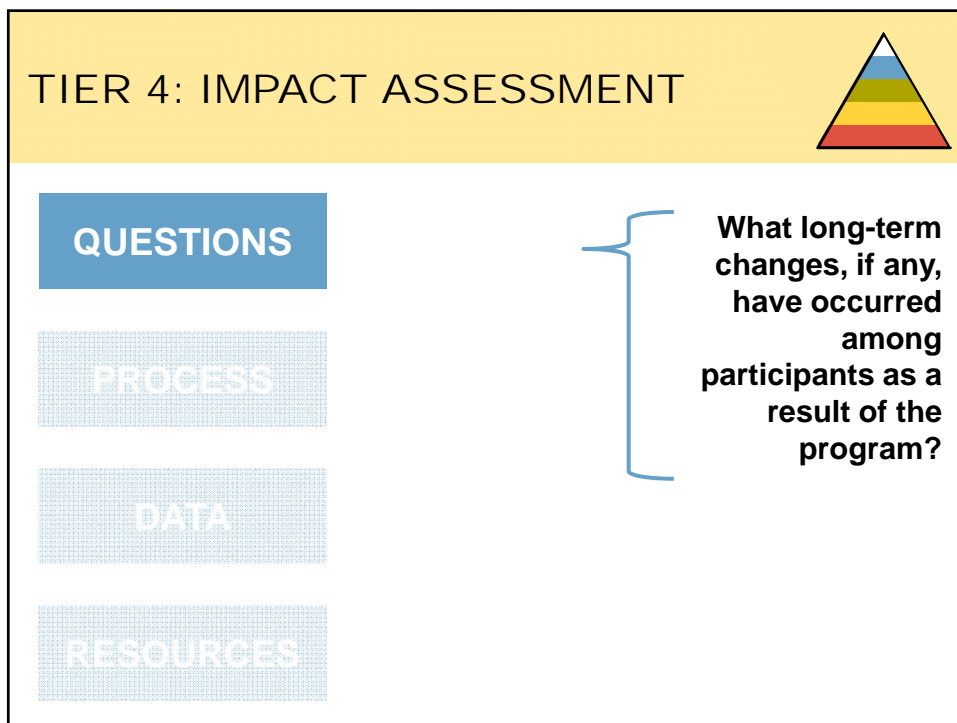 TIER 4: IMPACT ASSESSMENT
QUESTIONS
What long-term
changes, if any,
have occurred
among
participants as a
result of the
program?
PROCESS
DATA
RESOURCES